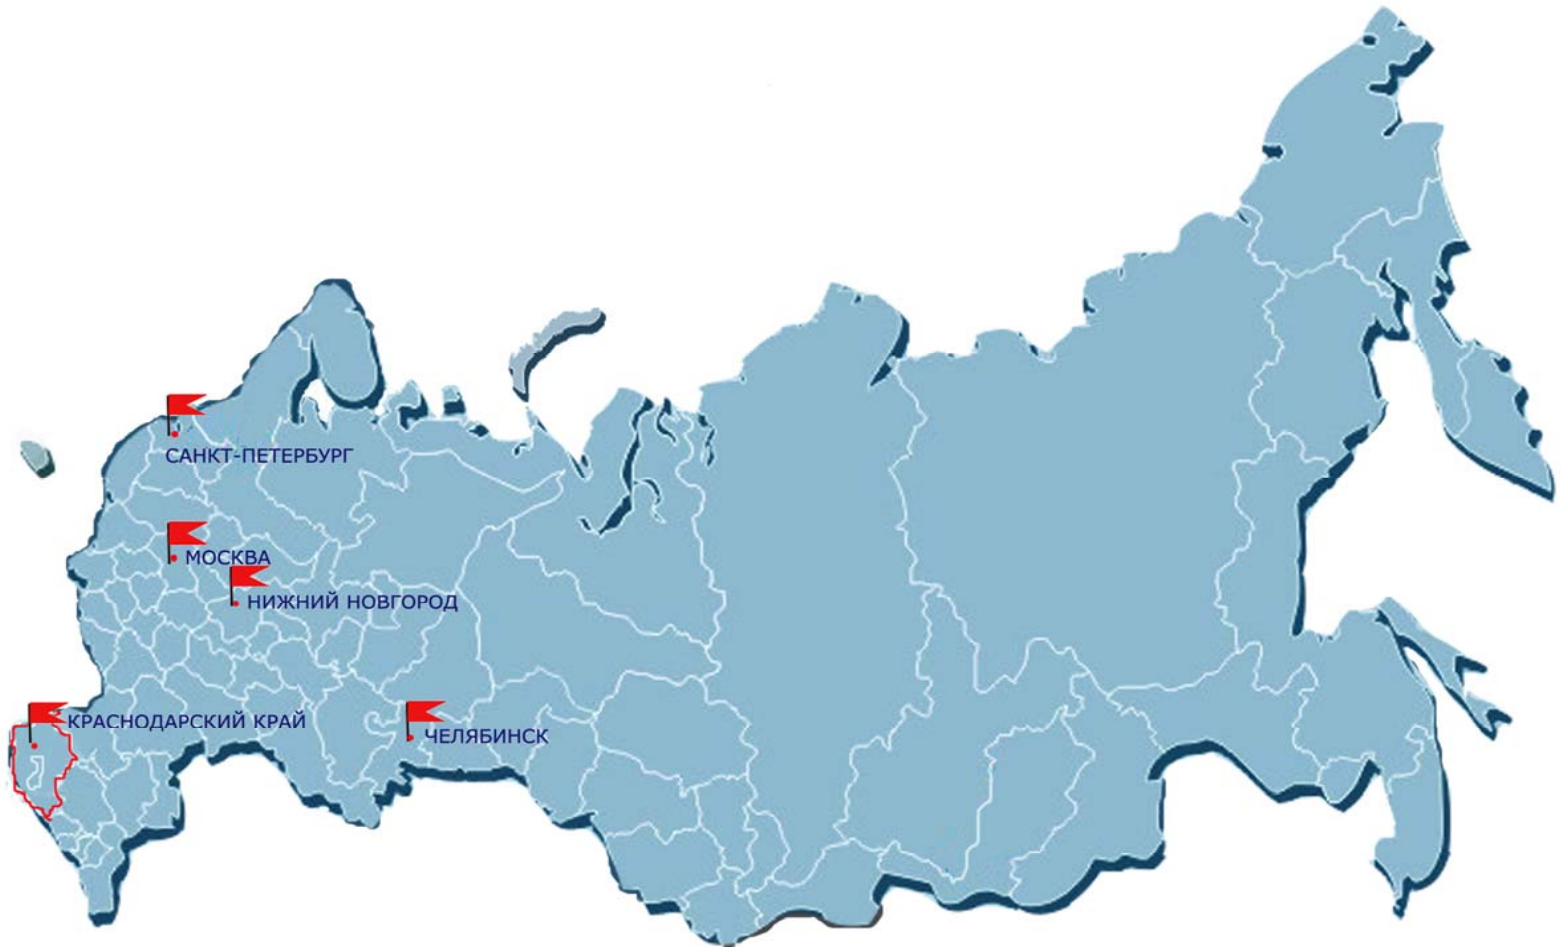 САНКТ-ПЕТЕРБУРГ
МОСКВА
НИЖНИЙ НОВГОРОД
КРАСНОДАРСКИЙ КРАЙ
ЧЕЛЯБИНСК